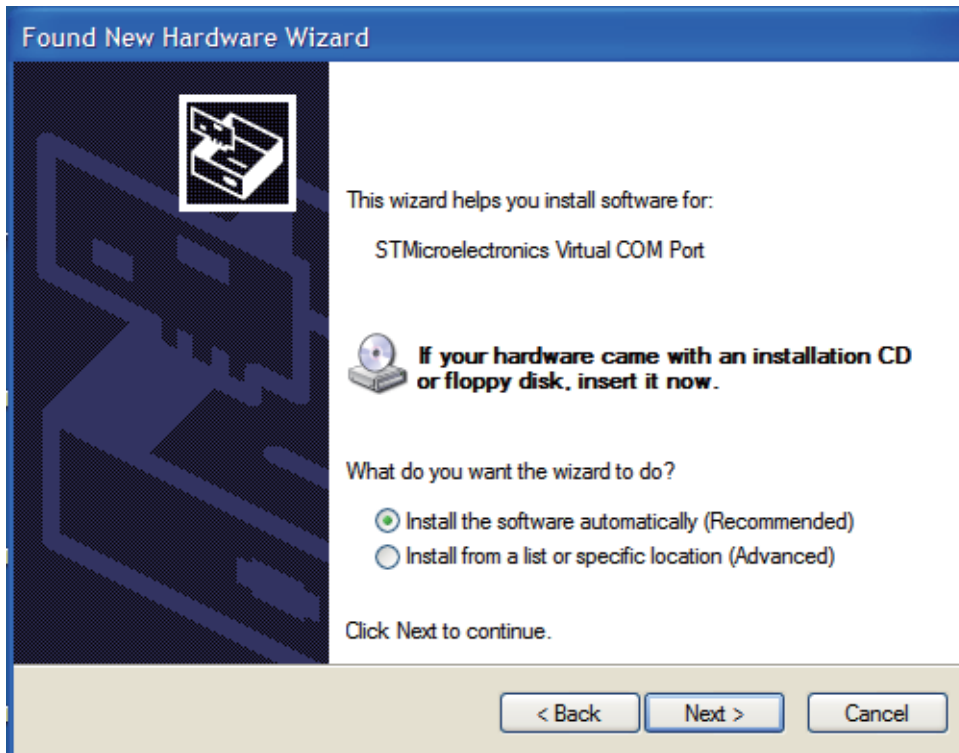 Found New Hardware Wizard
This wizard helps you install software for:
STMicroelectronics Virtual COM Port
If your hardware came with an installation CD
or floppy disk, insert it now.
What do you want the wizard to do?
Install the software automatically (Recommended)
Install from a list or specific location (Advanced)
Click Next to continue.
< Back Next > Cancel